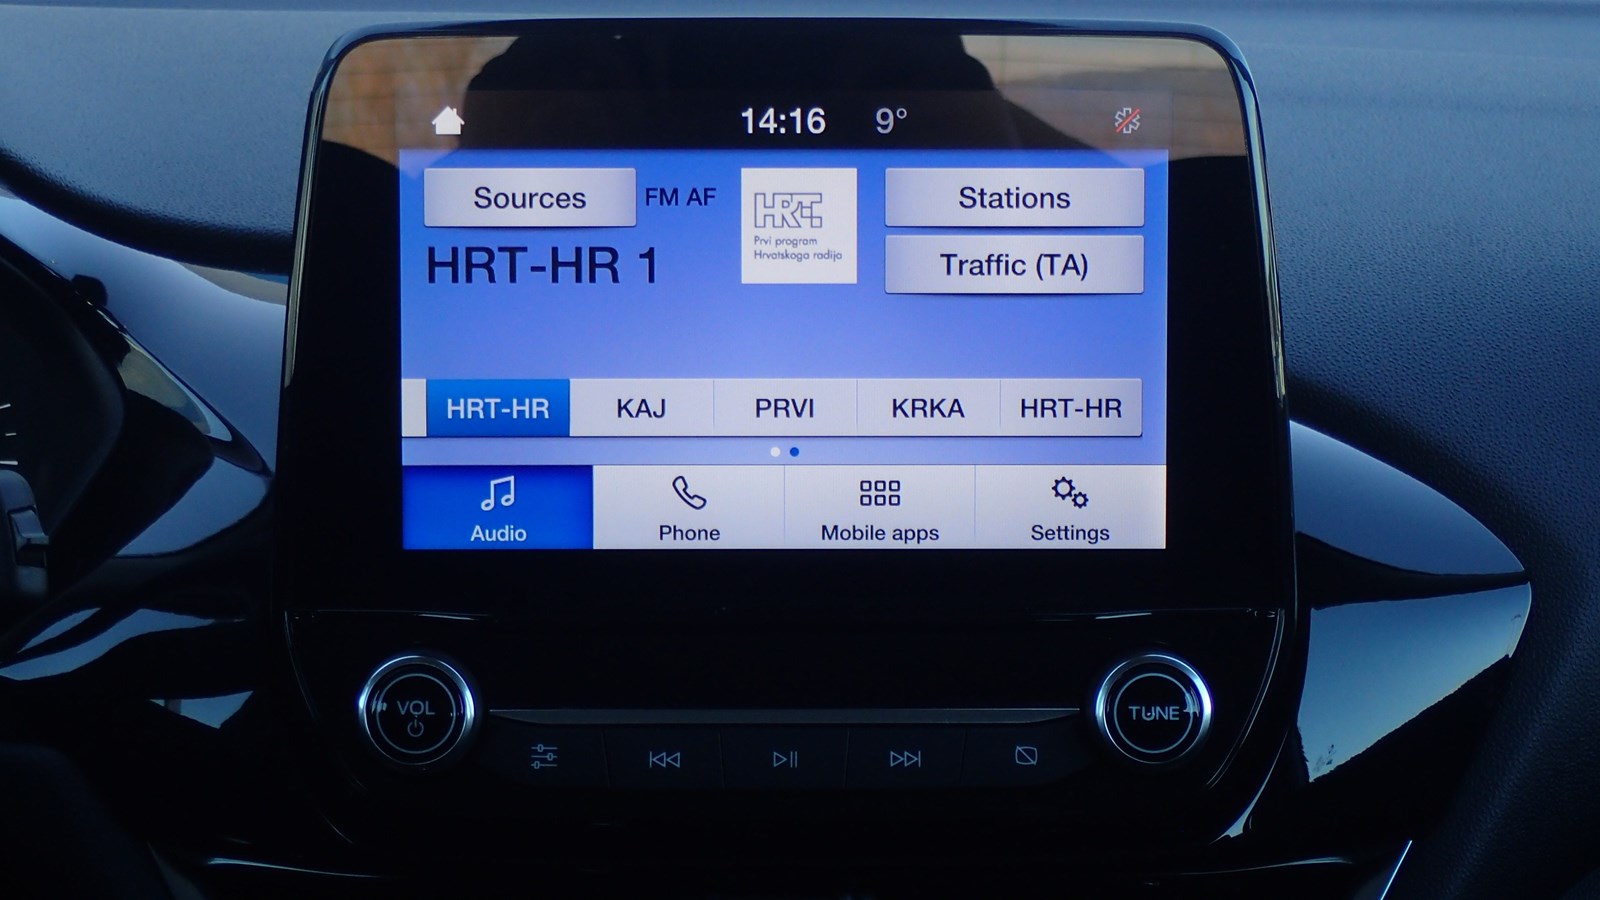 14:16 9°
Sources FM AF
HRT
Prvi program
Hrvatskoga radija
Stations
HRT-HR 1
Traffic (TA)
HRT-HR KAJ PRVI KRKA HRT-HR
Audio Phone Mobile apps Settings
VOL
TUNE